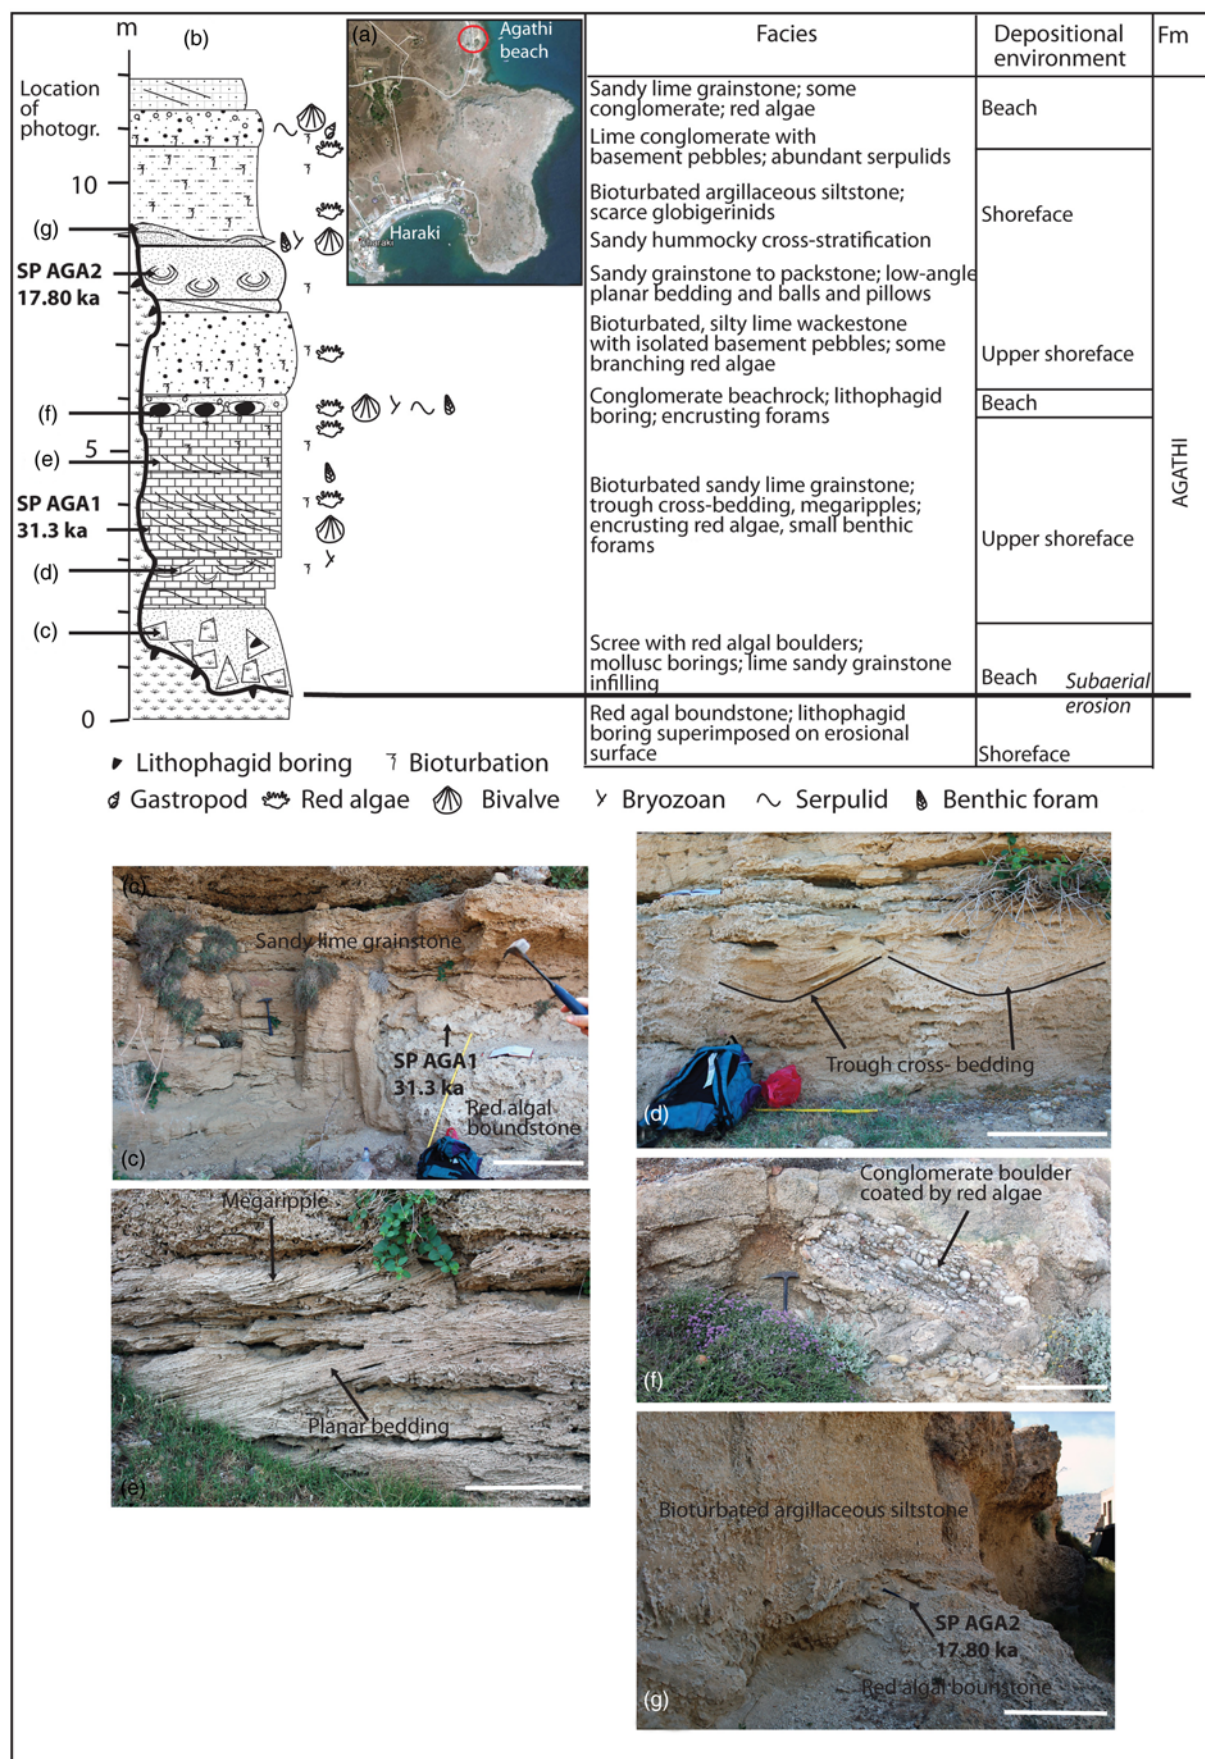 m
(b)
(a)
Agathi
beach
Haraki
Location
of
photogr.
10
(g)
SP AGA2
17.80 ka
(f)
5
(e)
SP AGA1
31.3 ka
(d)
(c)
0
Facies
Depositional
environment
Fm
Sandy lime grainstone; some
conglomerate; red algae
Beach
Lime conglomerate with
basement pebbles; abundant serpulids
Bioturbated argillaceous siltstone;
scarce globigerinids
Shoreface
Sandy hummocky cross-stratification
Sandy grainstone to packstone; low-angle
planar bedding and balls and pillows
Bioturbated, silty lime wackestone
with isolated basement pebbles; some
branching red algae
Upper shoreface
Conglomerate beachrock; lithophagid
boring; encrusting forams
Beach
Bioturbated sandy lime grainstone;
trough cross-bedding, megaripples;
encrusting red algae, small benthic
forams
Upper shoreface
AGATHI
Scree with red algal boulders;
mollusc borings; lime sandy grainstone
infilling
Beach
Subaerial
erosion
Red agal boundstone; lithophagid
boring superimposed on erosional
surface
Shoreface
Lithophagid boring
Bioturbation
Gastropod
Red algae
Bivalve
Bryozoan
Serpulid
Benthic foram
(c)
Sandy lime grainstone
SP AGA1
31.3 ka
Red algal
boundstone
(c)
Trough cross- bedding
(d)
Megaripple
Planar bedding
(e)
Conglomerate boulder
coated by red algae
(f)
Bioturbated argillaceous siltstone
SP AGA2
17.80 ka
Red algal bounstone
(g)